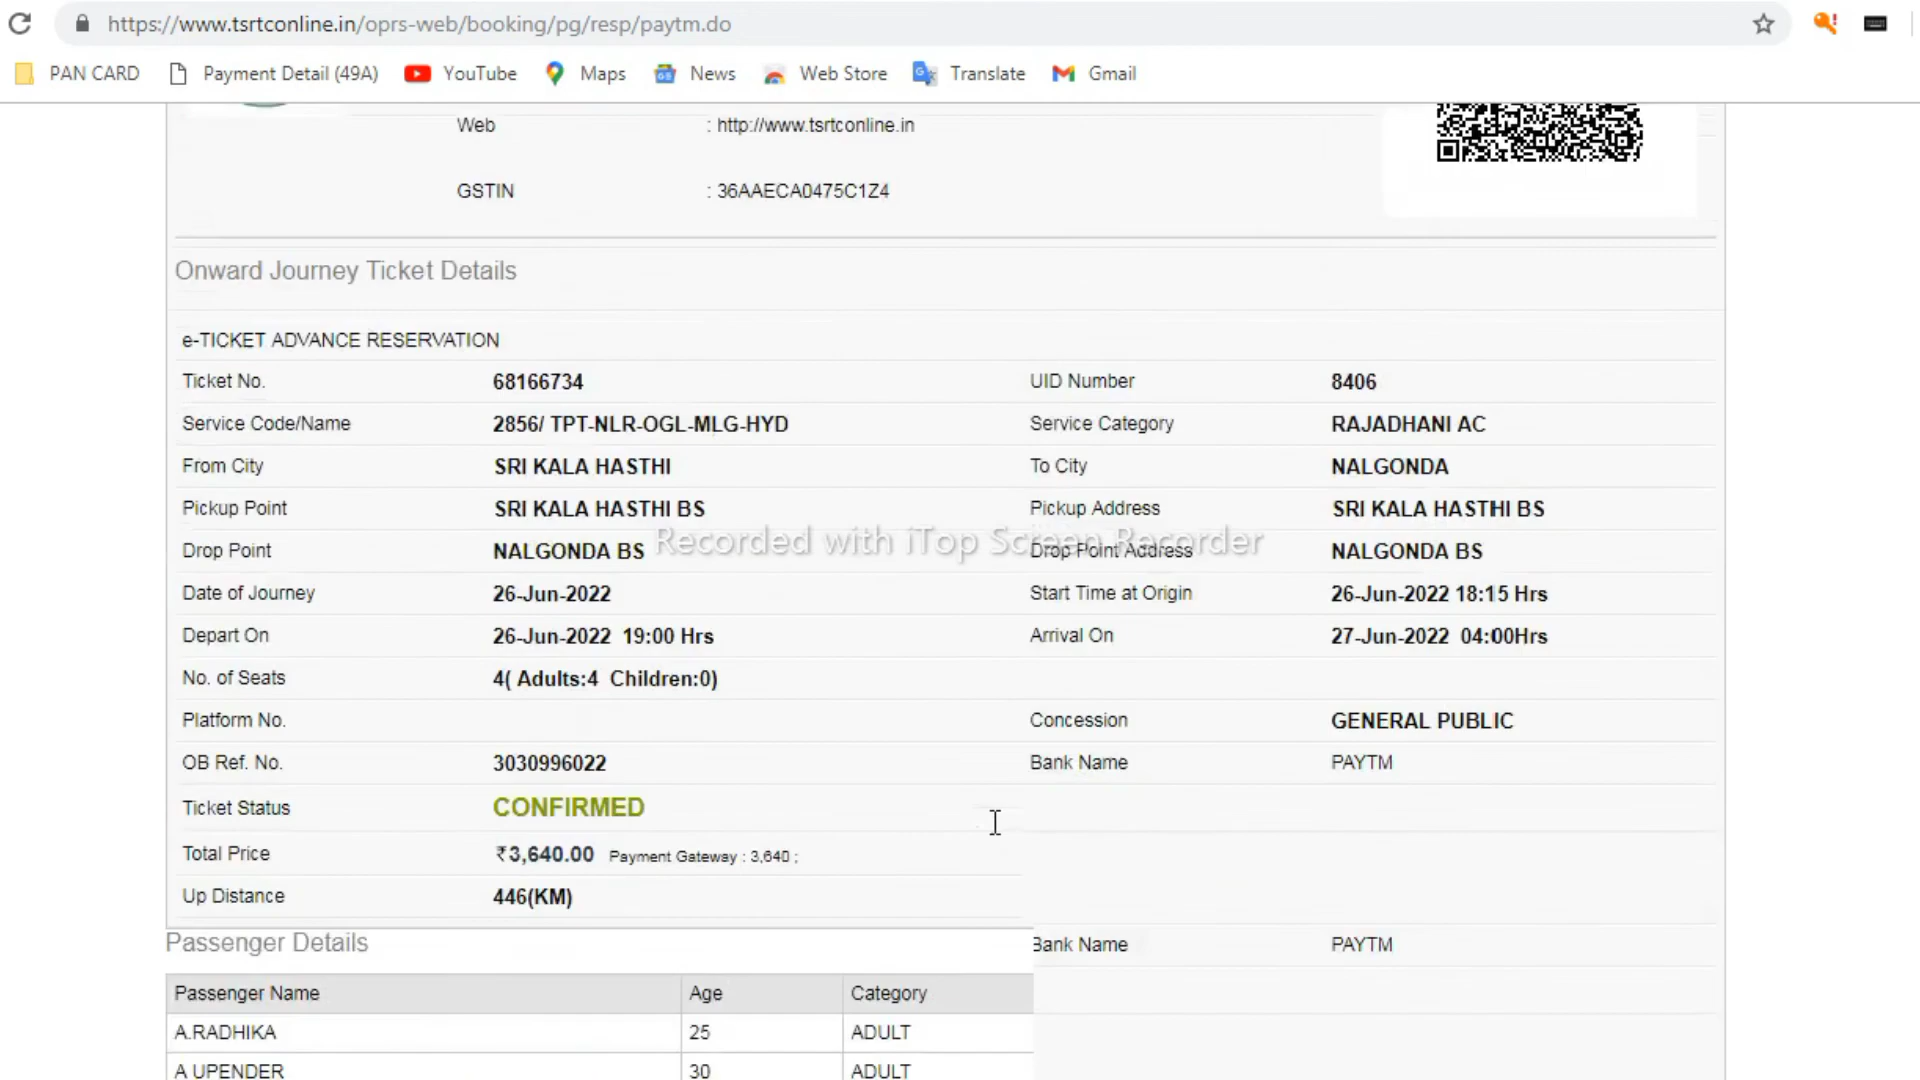 https://www.tsrtconline.in/oprs-web/booking/pg/resp/paytm.do
PAN CARD Payment Detail (49A) YouTube Maps News Web Store Translate Gmail
Web : http://www.tsrtconline.in
GSTIN : 36AAECA0475C1Z4
Onward Journey Ticket Details
e-TICKET ADVANCE RESERVATION
Ticket No. 68166734 UID Number 8406
Service Code/Name 2856/ TPT-NLR-OGL-MLG-HYD Service Category RAJADHANI AC
From City SRI KALA HASTHI To City NALGONDA
Pickup Point SRI KALA HASTHI BS Pickup Address SRI KALA HASTHI BS
Recorded with iTop Screen Recorder
Drop Point NALGONDA BS Drop Point Address NALGONDA BS
Date of Journey 26-Jun-2022 Start Time at Origin 26-Jun-2022 18:15 Hrs
Depart On 26-Jun-2022 19:00 Hrs Arrival On 27-Jun-2022 04:00Hrs
No. of Seats 4( Adults:4 Children:0)
Platform No. Concession GENERAL PUBLIC
OB Ref. No. 3030996022 Bank Name PAYTM
Ticket Status CONFIRMED
Total Price ₹3,640.00 Payment Gateway : 3,640 ;
Up Distance 446(KM)
Passenger Details Bank Name PAYTM
Passenger Name Age Category
A.RADHIKA 25 ADULT
A UPENDER 30 ADULT